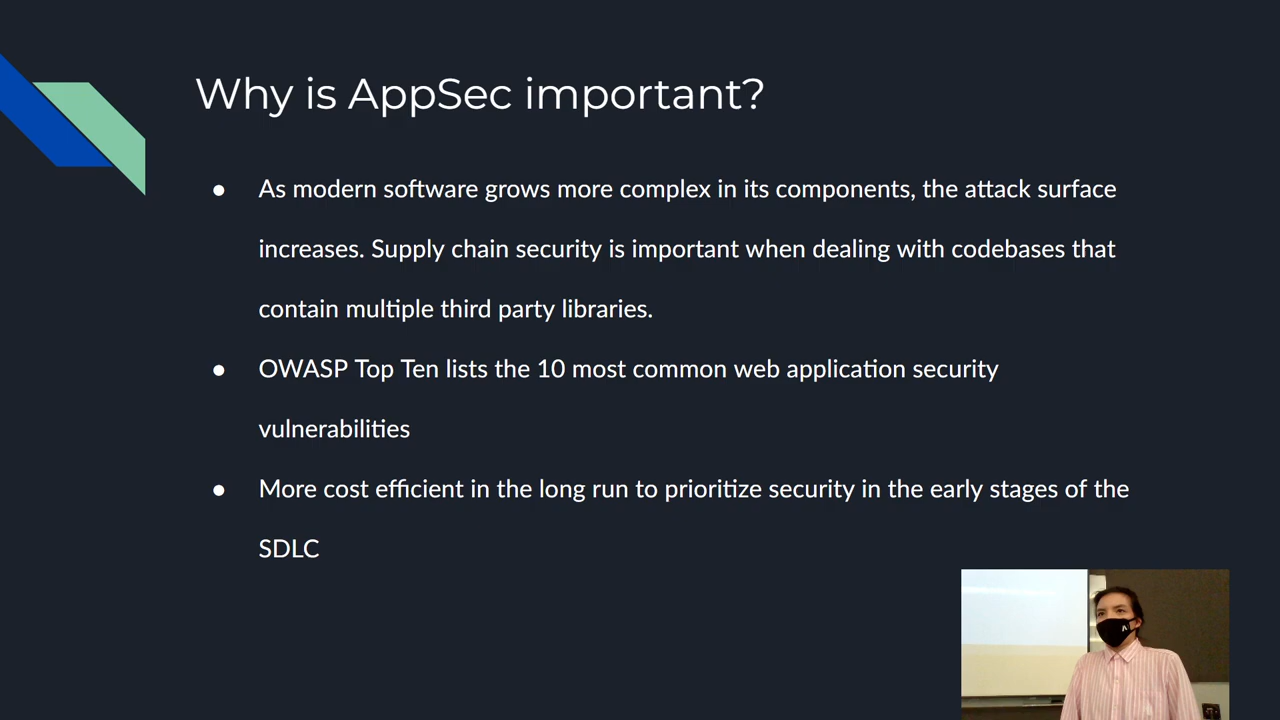 Why is AppSec important?
● As modern software grows more complex in its components, the attack surface
increases. Supply chain security is important when dealing with codebases that
contain multiple third party libraries.
● OWASP Top Ten lists the 10 most common web application security
vulnerabilities
● More cost efficient in the long run to prioritize security in the early stages of the
SDLC